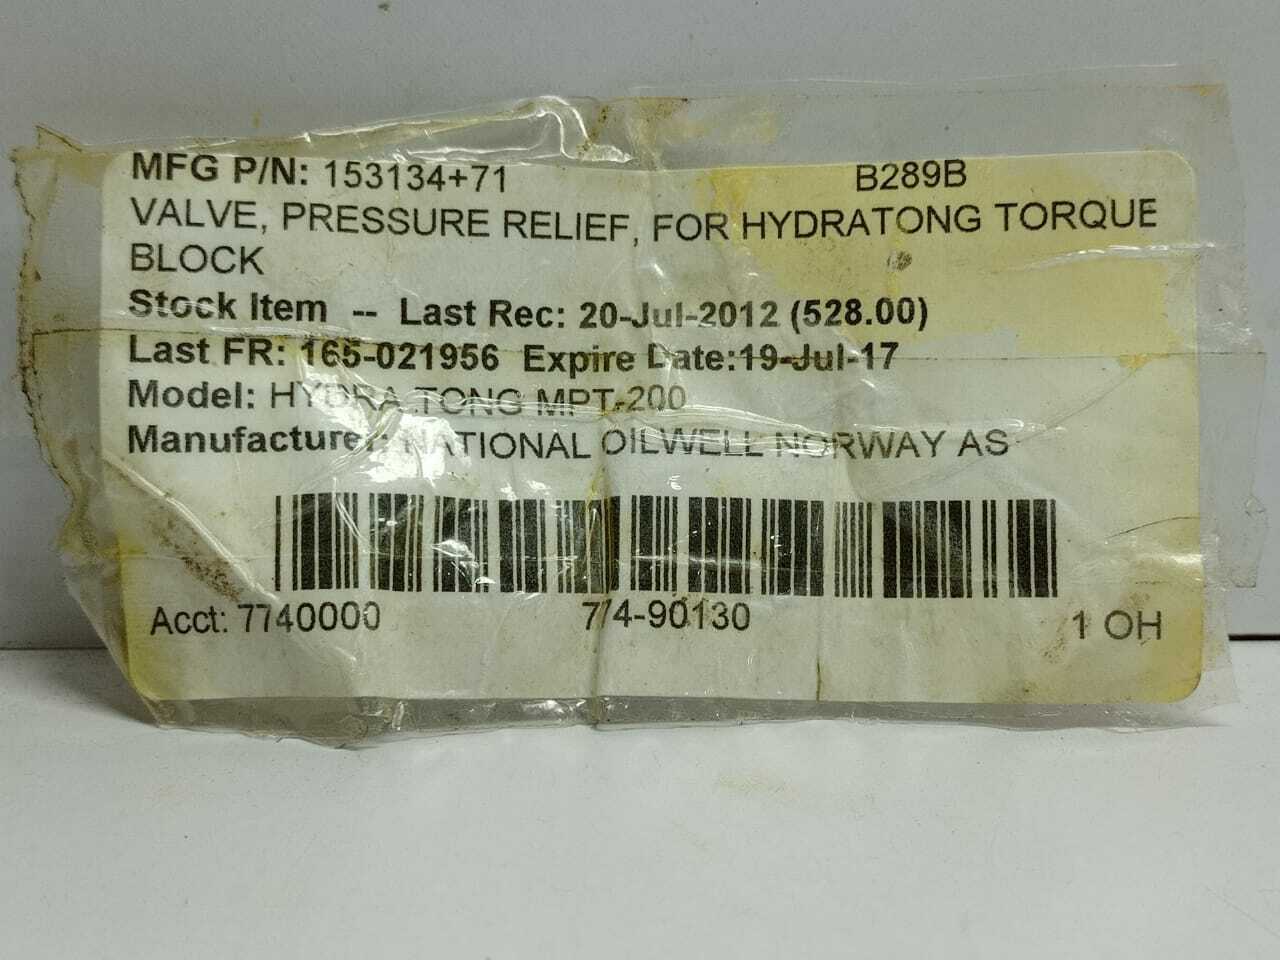 MFG P/N: 153134+71 B289B
VALVE, PRESSURE RELIEF, FOR HYDRATONG TORQUE
BLOCK
Stock Item -- Last Rec: 20-Jul-2012 (528.00)
Last FR: 165-021956 Expire Date:19-Jul-17
Model: HYDRA TONG MPT-200
Manufacturer: NATIONAL OILWELL NORWAY AS
Acct: 7740000 774-90130 1 OH